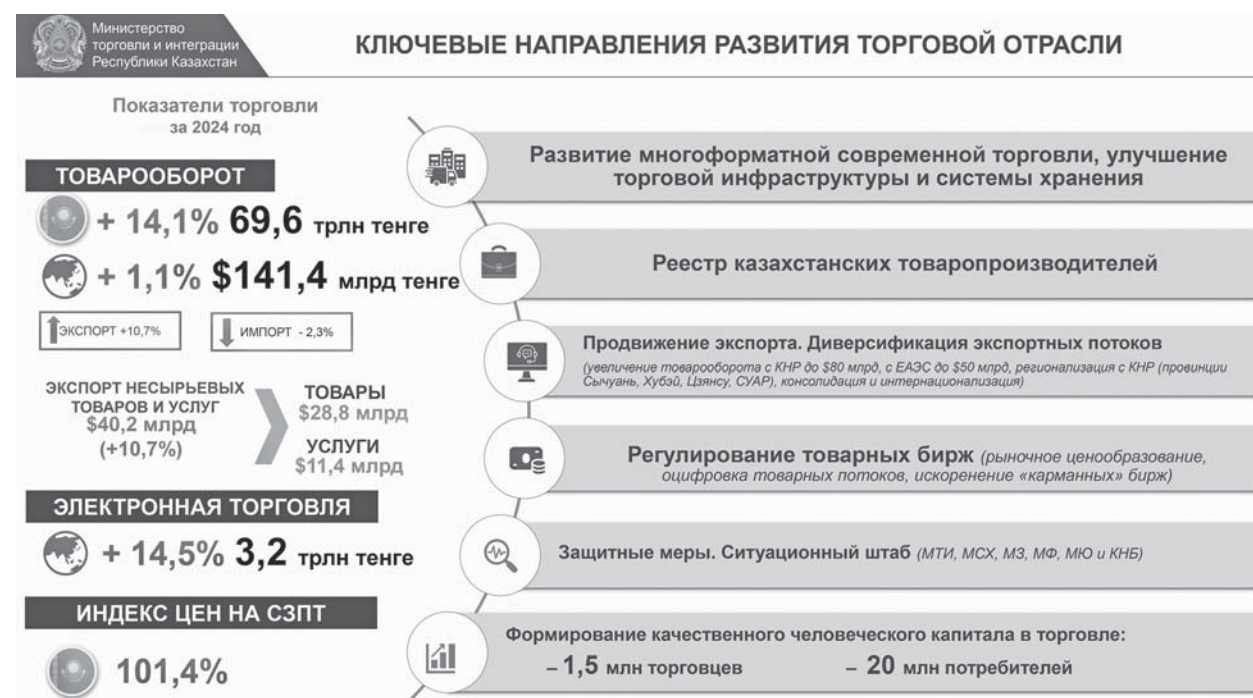 Министерство
торговли и интеграции
Республики Казахстан
КЛЮЧЕВЫЕ НАПРАВЛЕНИЯ РАЗВИТИЯ ТОРГОВОЙ ОТРАСЛИ
Показатели торговли
за 2024 год
ТОВАРООБОРОТ
+ 14,1% 69,6 трлн тенге
+ 1,1% $141,4 млрд тенге
ЭКСПОРТ +10,7%
ИМПОРТ - 2,3%
ЭКСПОРТ НЕСЫРЬЕВЫХ
ТОВАРОВ И УСЛУГ
$40,2 млрд
(+10,7%)
ТОВАРЫ
$28,8 млрд
УСЛУГИ
$11,4 млрд
ЭЛЕКТРОННАЯ ТОРГОВЛЯ
+ 14,5% 3,2 трлн тенге
ИНДЕКС ЦЕН НА СЗПТ
101,4%
Развитие многоформатной современной торговли, улучшение
торговой инфраструктуры и системы хранения
Реестр казахстанских товаропроизводителей
Продвижение экспорта. Диверсификация экспортных потоков
(увеличение товарооборота с КНР до $80 млрд, с ЕАЭС до $50 млрд, регионализация с КНР (провинции
Сычуань, Хубэй, Цзянсу, СУАР), консолидация и интернационализация)
Регулирование товарных бирж (рыночное ценообразование,
оцифровка товарных потоков, искоренение «карманных» бирж)
Защитные меры. Ситуационный штаб (МТИ, МСХ, МЗ, МФ, МЮ и КНБ)
Формирование качественного человеческого капитала в торговле:
– 1,5 млн торговцев
– 20 млн потребителей